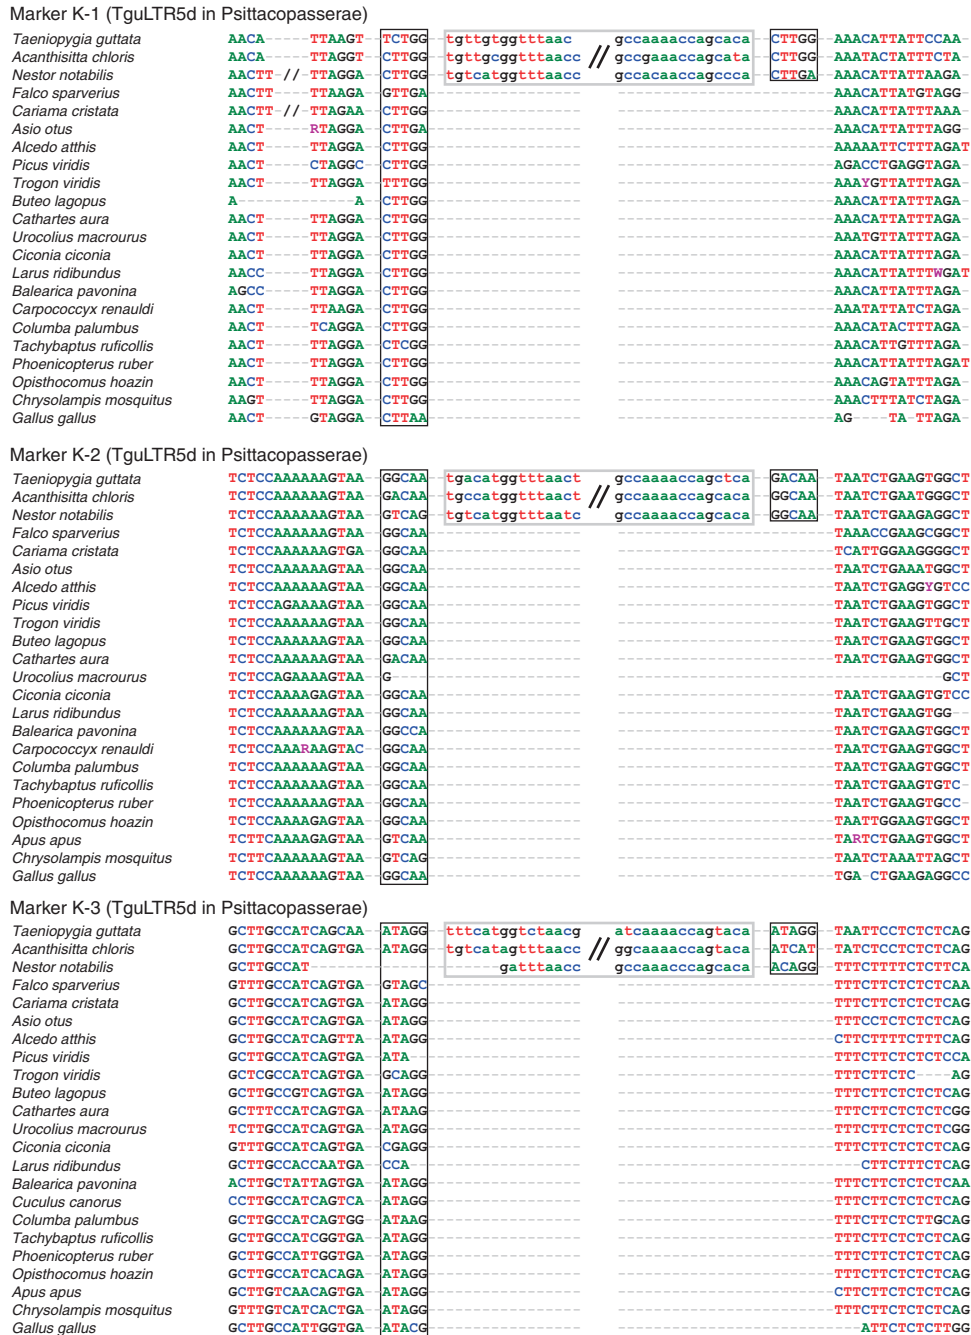 Marker K-1 (TguLTR5d in Psittacopasserae)
Taeniopygia guttata AACA------TTAAGT--TCTGG tgttgtggtttaac // gccaaaaccagcaca CTTGG--AAACATTATTCCAA-
Acanthisitta chloris AACA------TTAGGT--CTTGG tgttgcggtttaacc // gccgaaaccagcata CTTGG--AAATACTATTTCTA-
Nestor notabilis AACTT-//-TTAAGA--CTTGG tgtcatggtttaacc // gccacaaccagccca CTTGA--AAACATTATTAAGA-
Falco sparverius AACTT-----TTAAGA--GTTGA AAACATTATGTAGG-
Cariama cristata AACTT-//-TTAGAA--CTTGG AAACATTATTTAAA-
Asio otus AACT------RTAGGA--CTTGA AAACATTATTTAGG-
Alcedo atthis AACT------TTAGGA--CTTGG AAAAATTCTTTAGAT
Picus viridis AACT------CTAGGC--CTTGG AGACCTGAGGTAGA-
Trogon viridis AACT------TTAGGA--TTTGG AAAYGTTATTTAGA-
Buteo lagopus A---------------A--CTTGG AAACATTATTTAGA-
Cathartes aura AACT------TTAGGA--CTTGG AAACATTATTTAGA-
Urocolius macrourus AACT------TTAGGA--CTTGG AAATGTTATTTAGA-
Ciconia ciconia AACT------TTAGGA--CTTGG AAACATTATTTAGA-
Larus ridibundus AACC------TTAGGA--CTTGG AAACATTATTTWGAT
Balearica pavonina AGCC------TTAGGA--CTTGG AAACATTATTTAGA-
Carpococcyx renauldi AACT------TTAAGA--CTTGG AAATATTATCTAGA-
Columba palumbus AACT------TCAGGA--CTTGG AAACATACTTTAGA-
Tachybaptus ruficollis AACT------TTAGGA--CTCGG AAACATTGTTTAGA-
Phoenicopterus ruber AACT------TTAGGA--CTTGG AAACATTATTTAGAT
Opisthocomus hoazin AACT------TTAGGA--CTTGG AAACAGTATTTAGA-
Chrysolampis mosquitus AAGT------TTAGGA--CTTGG AAACTTTATCTAGA-
Gallus gallus AACT------GTAGGA--CTTAA AG----TA-TTAGA-
Marker K-2 (TguLTR5d in Psittacopasserae)
Taeniopygia guttata TCTCCAAAAAAGTAA--GGCAA tgacatggtttaact // gccaaaaccagctca GACAA--TAATCTGAAGTGGCT
Acanthisitta chloris TCTCCAAAAAAGTAA--GACAA tgccatggtttaact // gccaaaaccagcaca GGCAA--TAATCTGAATGGGCT
Nestor notabilis TCTCCAAAAAAGTAA--GTCAG tgtcatggtttaatc // gccaaaaccagcaca GGCAA--TAATCTGAAGAGGCT
Falco sparverius TCTCCAAAAAAGTAA--GGCAA TAAACCGAAGCGGCT
Cariama cristata TCTCCAAAAAAGTGA--GGCAA TCATTGGAAGGGGCT
Asio otus TCTCCAAAAAAGTAA--GGCAA TAATCTGAAATGGCT
Alcedo atthis TCTCCAAAAAAGTAA--GGCAA TAATCTGAGGYGTCC
Picus viridis TCTCCAGAAAAGTAA--GGCAA TAATCTGAAGTGGCT
Trogon viridis TCTCCAAAAAAGTAA--GGCAA TAATCTGAAGTTGCT
Buteo lagopus TCTCCAAAAAAGTAA--GGCAA TAATCTGAAGTGGCT
Cathartes aura TCTCCAAAAAAGTAA--GACAA TAATCTGAAGTGGCT
Urocolius macrourus TCTCCAGAAAAGTAA--G GCT
Ciconia ciconia TCTCCAAAAGAGTAA--GGCAA TAATCTGAAGTGTCC
Larus ridibundus TCTCCAAAAAAGTAA--GGCAA TAATCTGAAGTGG--
Balearica pavonina TCTCCAAAAAAGTAA--GGCCA TAATCTGAAGTGGCT
Carpococcyx renauldi TCTCCAAARAAGTAC--GGCAA TAATCTGAAGTGGCT
Columba palumbus TCTCCAAAAAAGTAA--GGCAA TAATCTGAAGTGGCT
Tachybaptus ruficollis TCTCCAAAAAAGTAA--GGCAA TAATCTGAAGTGTC-
Phoenicopterus ruber TCTCCAAAAAAGTAA--GGCAA TAATCTGAAGTGCC-
Opisthocomus hoazin TCTCCAAAAGAGTAA--GGCAA TAATTGGAAGTGGCT
Apus apus TCTTCAAAAGAGTAA--GTCAA TARTCTGAAGTGGCT
Chrysolampis mosquitus TCTTCAAAAAAGTAA--GTCAG TAATCTAAATTAGCT
Gallus gallus TCTCCAAAAAAGTAA--GGCAA TGA-CTGAAGAGGCC
Marker K-3 (TguLTR5d in Psittacopasserae)
Taeniopygia guttata GCTTGCCATCAGCAA--ATAGG tttcatggtctaacg // atcaaaaccagtaca ATAGG--TAATTCCTCTCTCAG
Acanthisitta chloris GCTTGCCATCAGTGA--ATAGG tgtcatagtttaacc // ggcaaaaccagcaca ATCAT--TATCTCCTCTCTCAG
Nestor notabilis GCTTGCCAT gatttaacc gccaaacccagcaca ACAGG--TTTCTTTTCTCTTCA
Falco sparverius GTTTGCCATCAGTGA--GTAGC TTTCTTCTCTCTCAA
Cariama cristata GCTTGCCATCAGTGA--ATAGG TTTCTTCTCTCTCAG
Asio otus GCTTGCCATCAGTGA--ATAGG TTTCCTCTCTCTCAG
Alcedo atthis GCTTGCCATCAGTTA--ATAGG CTTCTTTTCTTTCAG
Picus viridis GCTTGCCATCAGTGA--ATA TTTCTTCTCTCTCCA
Trogon viridis GCTCGCCATCAGTGA--GCAGG TTTCTTCTC----AG
Buteo lagopus GCTTGCCGTCAGTGA--ATAGG TTTCTTCTCTCTCAG
Cathartes aura GCTTTCCATCAGTGA--ATAAG TTTCTTCTCTCTCGG
Urocolius macrourus TCTTGCCATCAGTGA--ATAGG TTTCTTCTCTCTCGG
Ciconia ciconia GTTTGCCATCAGTGA--CGAGG TTTCTTCTCTCTCAG
Larus ridibundus GCTTGCCACCAATGA--CCA CTTCTTTCTCAG
Balearica pavonina ACTTGCTATTAGTGA--ATAGG TTTCTTCTCTCTCAA
Cuculus canorus CCTTGCCATCAGTCA--ATAGG TTTCTTCTCTCTCAG
Columba palumbus GCTTGCCATCAGTGG--ATAAG TTTCTTCTCTTGCAG
Tachybaptus ruficollis GCTTGCCATCGGTGA--ATAGG TTTCTTCTCTCTCAG
Phoenicopterus ruber GCTTGCCATTGGTGA--ATAGG TTTCTTCTCTCTCAG
Opisthocomus hoazin GCTTGCCATCACAGA--ATAGG TTTCTTCTCTCTCAG
Apus apus GCTTGTCAACAGTGA--ATAGG CTTCTTCTCTCTCAG
Chrysolampis mosquitus GTTTGTCATCACTGA--ATAGG TTTCTTCTCTCTCAG
Gallus gallus GCTTGCCATTGGTGA--ATACG ATTCTCTCTTGG